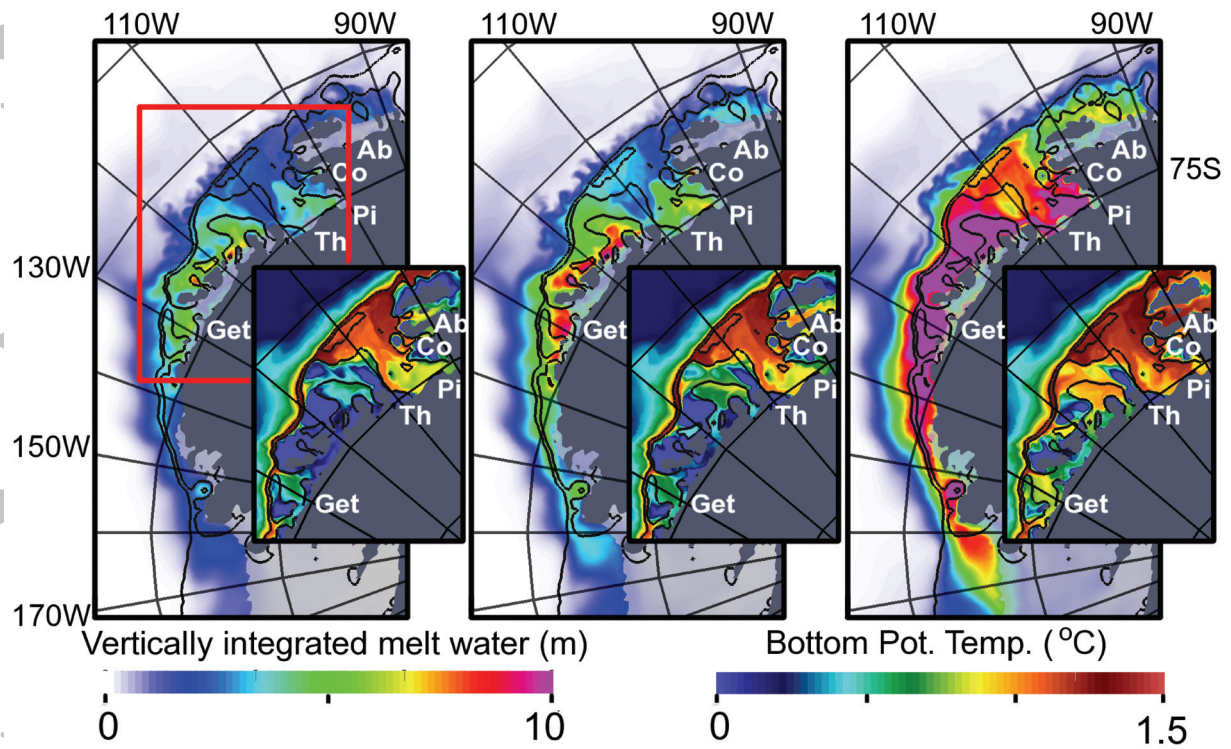 110W 90W 110W 90W 110W 90W
Ab Ab Ab
Co Co Co 75S
Pi Pi Pi
Th Th Th
130W
Get Get Get
Ab Ab Ab
Co Co Co
Pi Pi Pi
Th Th Th
150W
Get Get Get
170W
Vertically integrated melt water (m) Bottom Pot. Temp. (°C)
0 10 0 1.5